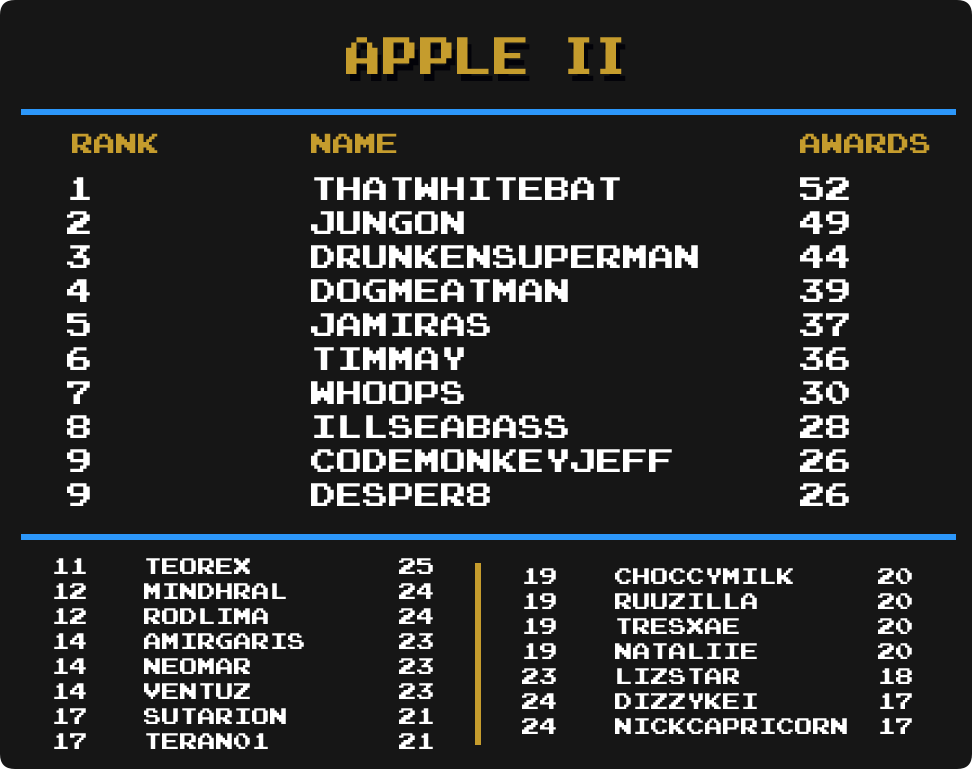 APPLE II
RANK NAME AWARDS
1 THATWHITEBAT 52
2 JUNGON 49
3 DRUNKENSUPERMAN 44
4 DOGMEATMAN 39
5 JAMIRAS 37
6 TIMMAY 36
7 WHOOPS 30
8 ILLSEABASS 28
9 CODEMONKEYJEFF 26
9 DESPER8 26
11 TEOREX 25
12 MINDHRAL 24
12 RODLIMA 24
14 AMIRGARIS 23
14 NEOMAR 23
14 VENTUZ 23
17 SUTARION 21
17 TERAN01 21
19 CHOCCYMILK 20
19 RUUZILLA 20
19 TRESXAE 20
19 NATALIIE 20
23 LIZSTAR 18
24 DIZZYKEI 17
24 NICKCAPRICORN 17